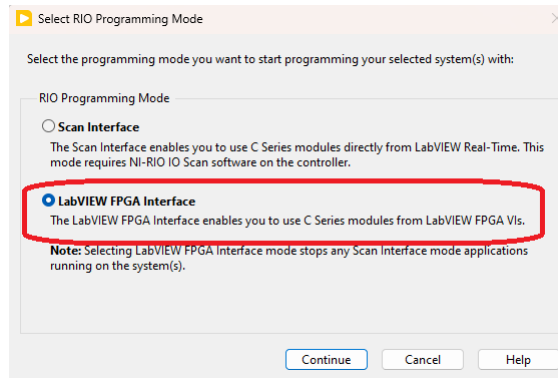 Select RIO Programming Mode
Select the programming mode you want to start programming your selected system(s) with:
RIO Programming Mode
Scan Interface
The Scan Interface enables you to use C Series modules directly from LabVIEW Real-Time. This
mode requires NI-RIO IO Scan software on the controller.
LabVIEW FPGA Interface
The LabVIEW FPGA Interface enables you to use C Series modules from LabVIEW FPGA VIs.
Note: Selecting LabVIEW FPGA Interface mode stops any Scan Interface mode applications
running on the system(s).
Continue Cancel Help